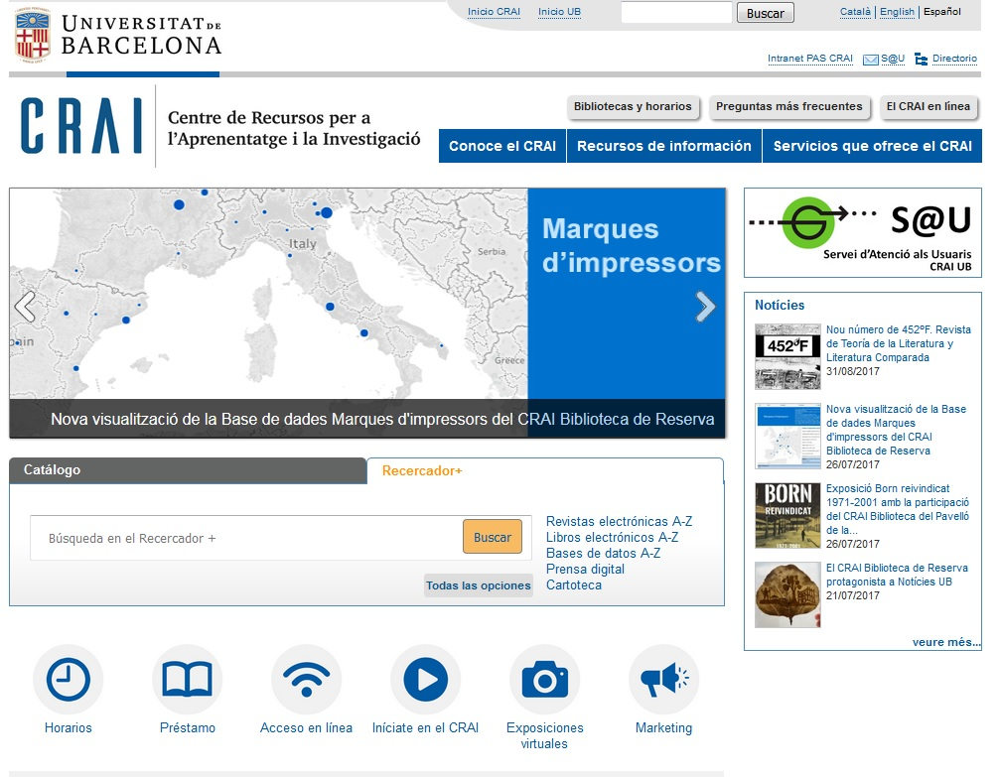 UNIVERSITAT DE
BARCELONA
Inicio CRAI
Inicio UB
Buscar
Català | English | Español
Intranet PAS CRAI
S@U
Directorio
CRAI
Centre de Recursos per a
l'Aprenentatge i la Investigació
Bibliotecas y horarios
Preguntas más frecuentes
El CRAI en línea
Conoce el CRAI
Recursos de información
Servicios que ofrece el CRAI
Italy
Serbia
Greece
Marques
d'impressors
Nova visualització de la Base de dades Marques d'impressors del CRAI Biblioteca de Reserva
S@U
Servei d'Atenció als Usuaris
CRAI UB
Notícies
452ºF
Nou número de 452ºF. Revista
de Teoría de la Literatura y
Literatura Comparada
31/08/2017
Nova visualització de la Base
de dades Marques
d'impressors del CRAI
Biblioteca de Reserva
26/07/2017
BORN
REIVINDICAT
1971-2001
Exposició Born reivindicat
1971-2001 amb la participació
del CRAI Biblioteca del Pavelló
de la...
26/07/2017
El CRAI Biblioteca de Reserva
protagonista a Notícies UB
21/07/2017
veure més...
Catálogo
Recercador+
Búsqueda en el Recercador +
Buscar
Todas las opciones
Revistas electrónicas A-Z
Libros electrónicos A-Z
Bases de datos A-Z
Prensa digital
Cartoteca
Horarios
Préstamo
Acceso en línea
Iníciate en el CRAI
Exposiciones
virtuales
Marketing